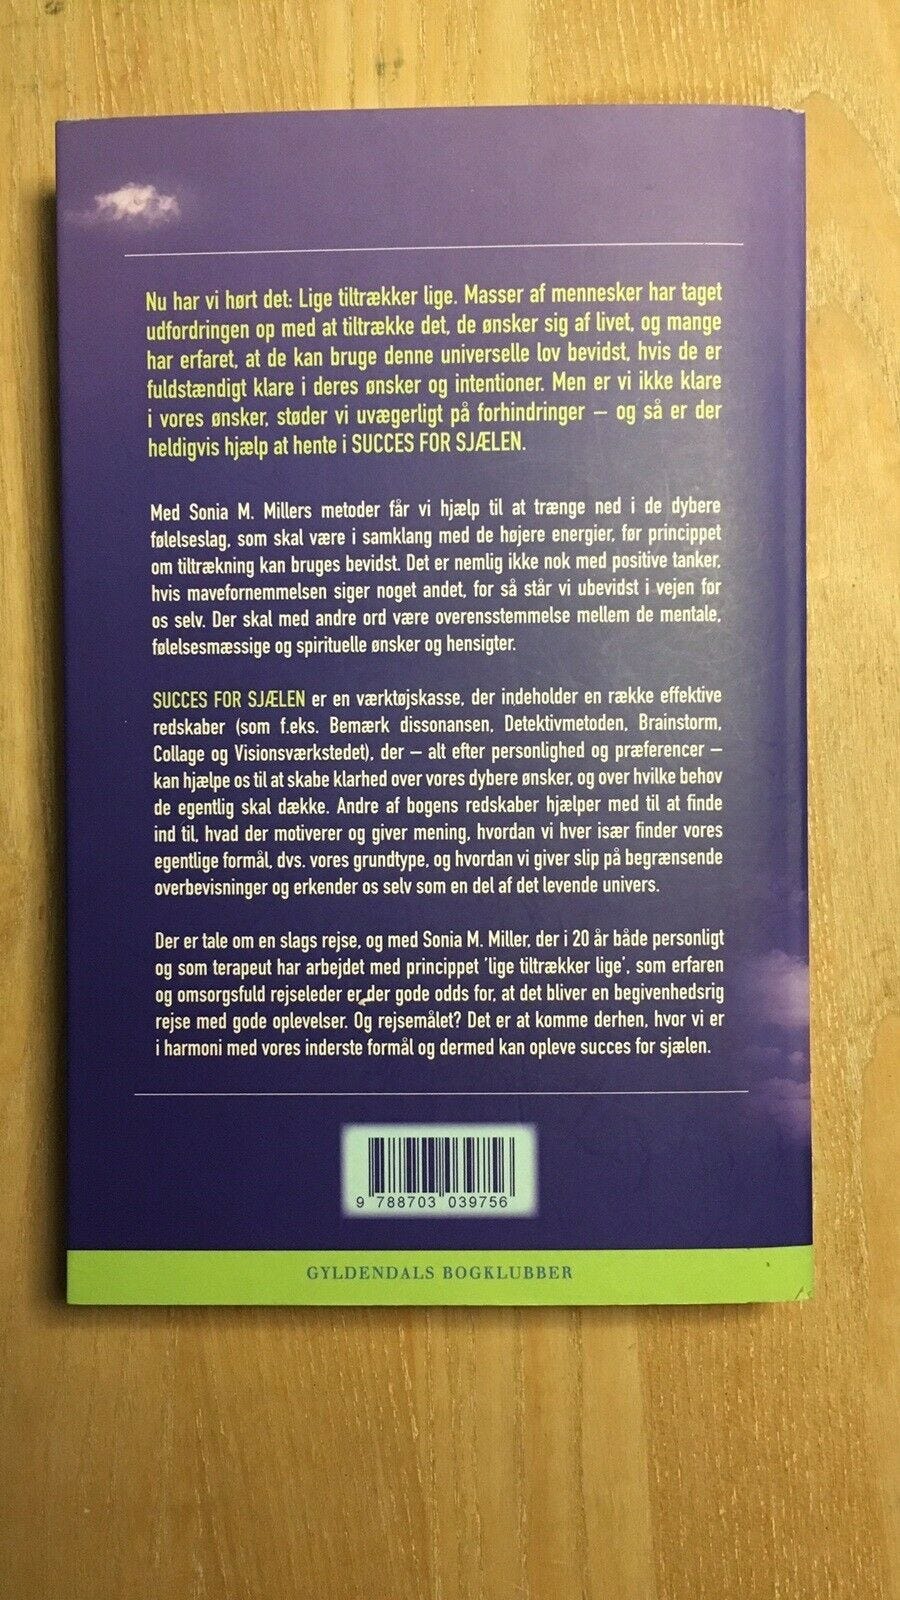 Nu har vi hørt det: Lige tiltrækker lige. Masser af mennesker har taget
udfordringen op med at tiltrække det, de ønsker sig af livet, og mange
har erfaret, at de kan bruge denne universelle lov bevidst, hvis de er
fuldstændigt klare i deres ønsker og intentioner. Men er vi ikke klare
i vores ønsker, støder vi uvægerligt på forhindringer – og så er der
heldigvis hjælp at hente i SUCCES FOR SJÆLEN.
Med Sonia M. Millers metoder får vi hjælp til at trænge ned i de dybere
følelseslag, som skal være i samklang med de højere energier, før princippet
om tiltrækning kan bruges bevidst. Det er nemlig ikke nok med positive tanker,
hvis mavefornemmelsen siger noget andet, for så står vi ubevidst i vejen for
os selv. Der skal med andre ord være overensstemmelse mellem de mentale,
følelsesmæssige og spirituelle ønsker og hensigter.
SUCCES FOR SJÆLEN er en værktøjskasse, der indeholder en række effektive
redskaber (som f.eks. Bemærk dissonansen, Detektivmetoden, Brainstorm,
Collage og Visionsværkstedet), der – alt efter personlighed og præferencer –
kan hjælpe os til at skabe klarhed over vores dybere ønsker, og over hvilke behov
de egentlig skal dække. Andre af bogens redskaber hjælper med til at finde
ind til, hvad der motiverer og giver mening, hvordan vi hver især finder vores
egentlige formål, dvs. vores grundtype, og hvordan vi giver slip på begrænsende
overbevisninger og erkender os selv som en del af det levende univers.
Der er tale om en slags rejse, og med Sonia M. Miller, der i 20 år både personligt
og som terapeut har arbejdet med princippet 'lige tiltrækker lige', som erfaren
og omsorgsfuld rejseleder er der gode odds for, at det bliver en begivenhedsrig
rejse med gode oplevelser. Og rejsemålet? Det er at komme derhen, hvor vi er
i harmoni med vores inderste formål og dermed kan opleve succes for sjælen.
9 788703 039756
GYLDENDALS BOGKLUBBER